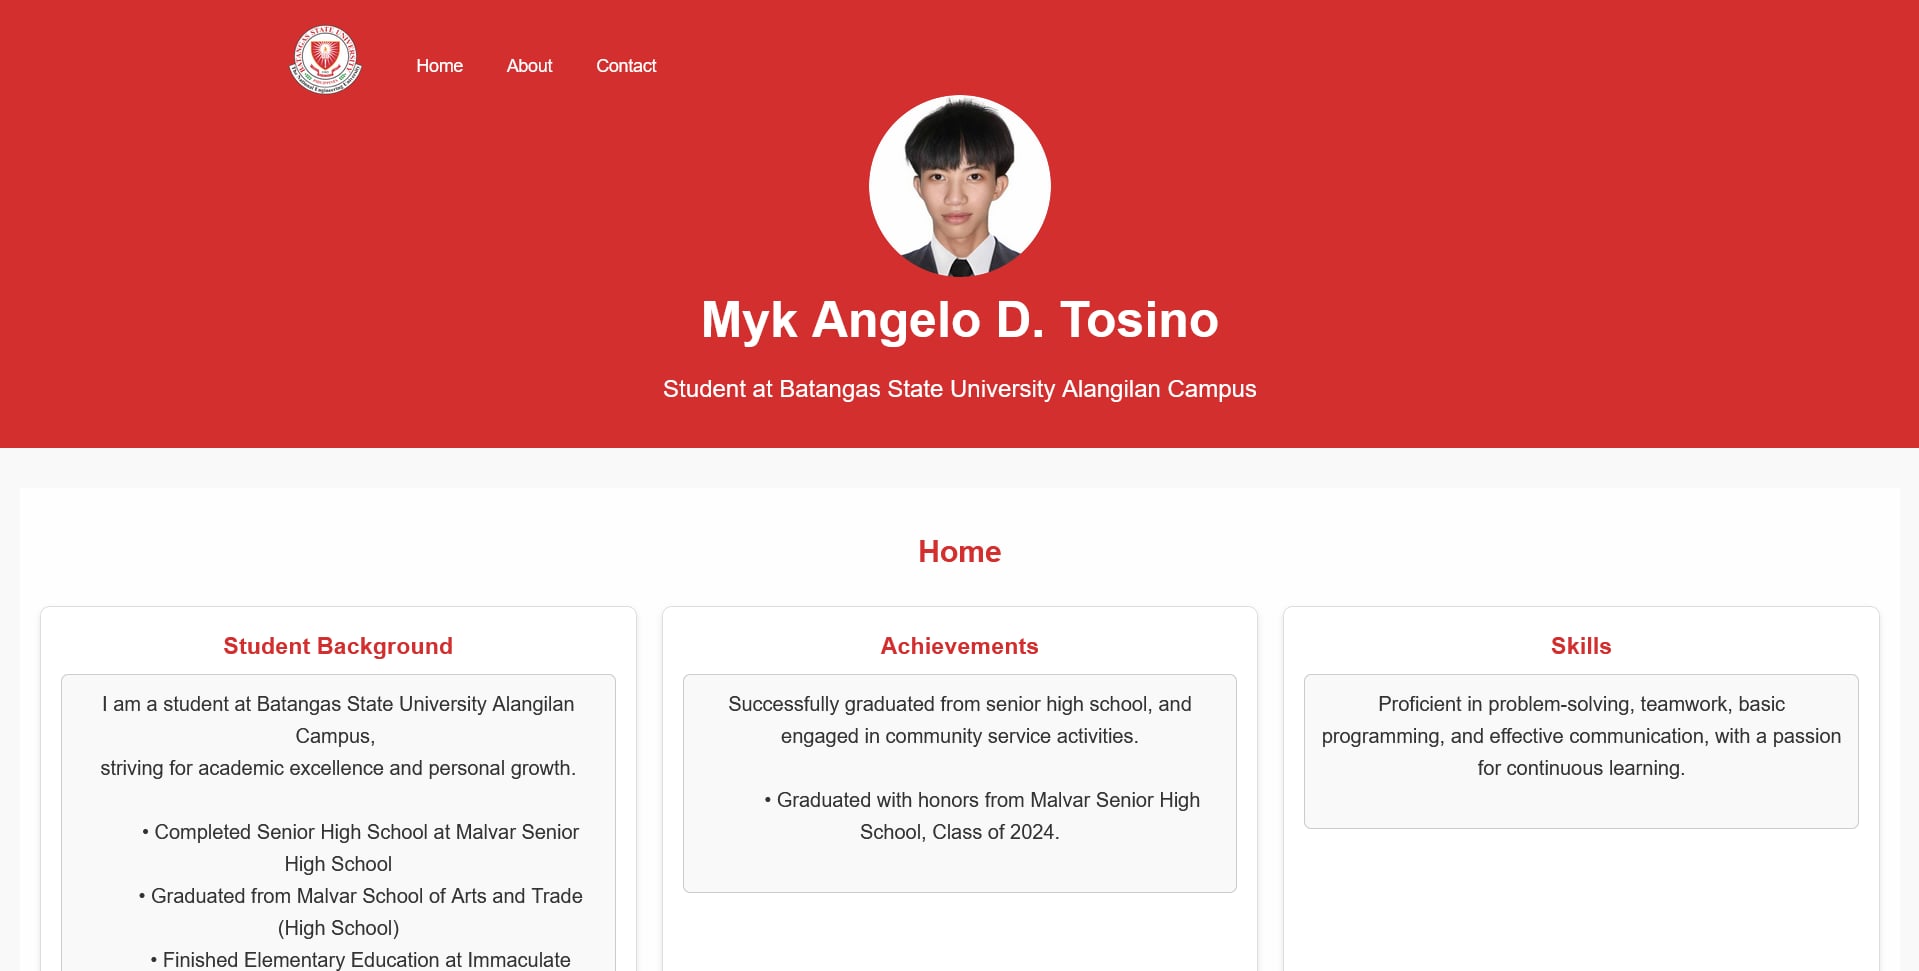 BATANGAS STATE UNIVERSITY
The National Engineering University
Home
About
Contact
Myk Angelo D. Tosino
Student at Batangas State University Alangilan Campus
Home
Student Background
I am a student at Batangas State University Alangilan
Campus,
striving for academic excellence and personal growth.
• Completed Senior High School at Malvar Senior
High School
• Graduated from Malvar School of Arts and Trade
(High School)
• Finished Elementary Education at Immaculate
Achievements
Successfully graduated from senior high school, and
engaged in community service activities.
• Graduated with honors from Malvar Senior High
School, Class of 2024.
Skills
Proficient in problem-solving, teamwork, basic
programming, and effective communication, with a passion
for continuous learning.